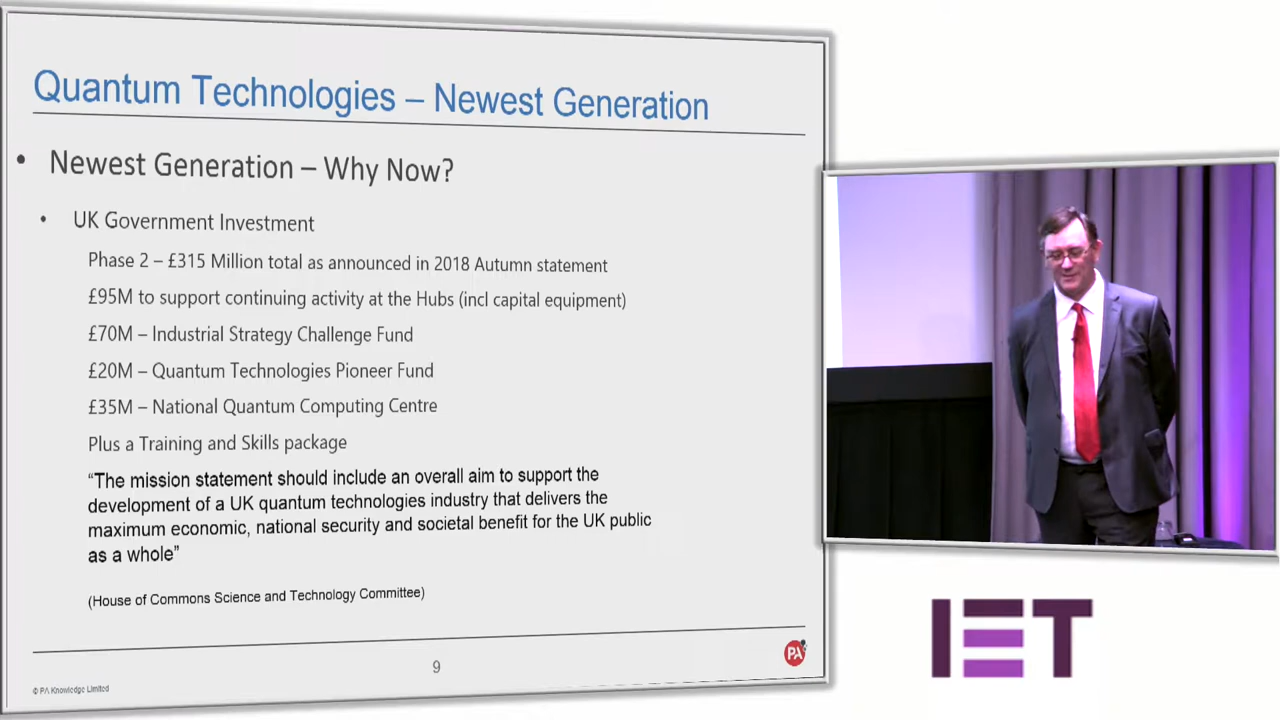 Quantum Technologies – Newest Generation
• Newest Generation – Why Now?
• UK Government Investment
Phase 2 – £315 Million total as announced in 2018 Autumn statement
£95M to support continuing activity at the Hubs (incl capital equipment)
£70M – Industrial Strategy Challenge Fund
£20M – Quantum Technologies Pioneer Fund
£35M – National Quantum Computing Centre
Plus a Training and Skills package
“The mission statement should include an overall aim to support the
development of a UK quantum technologies industry that delivers the
maximum economic, national security and societal benefit for the UK public
as a whole”
(House of Commons Science and Technology Committee)
9
PA
© PA Knowledge Limited
IET